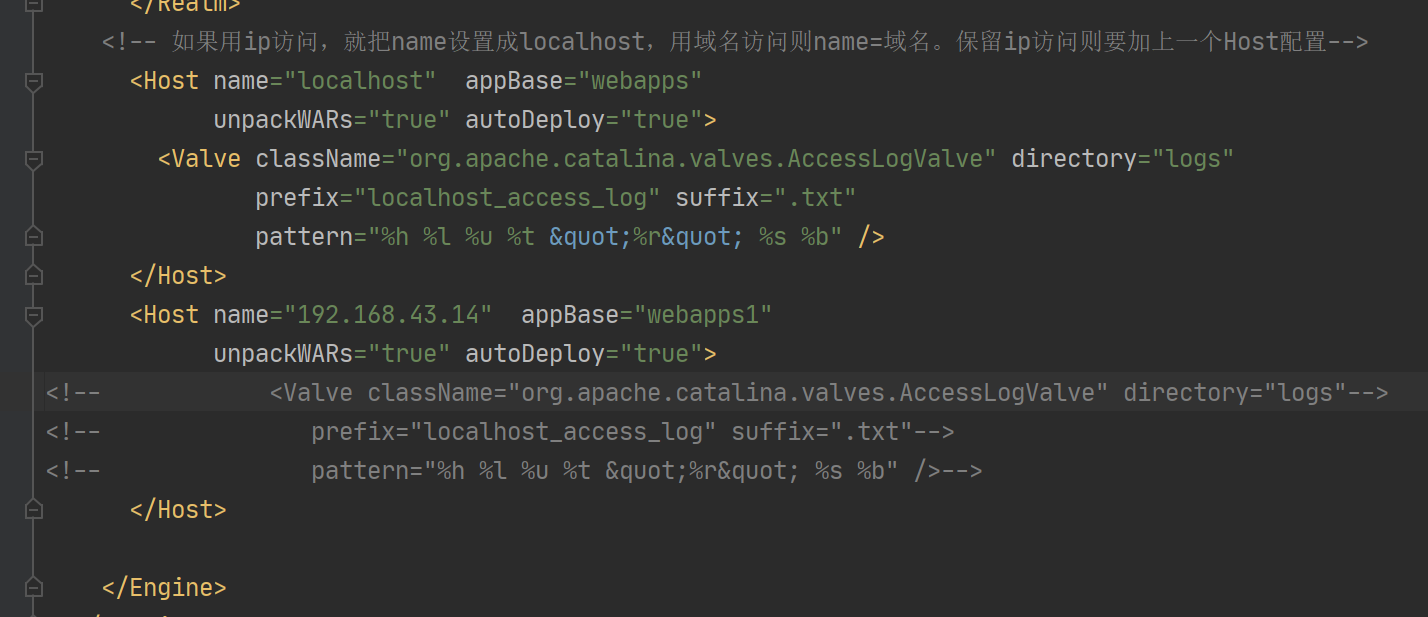 </Realm>
<!-- 如果用ip访问，就把name设置成localhost，用域名访问则name=域名。保留ip访问则要加上一个Host配置-->
<Host name="localhost"  appBase="webapps"
unpackWARs="true" autoDeploy="true">
<Valve className="org.apache.catalina.valves.AccessLogValve" directory="logs"
prefix="localhost_access_log" suffix=".txt"
pattern="%h %l %u %t &quot;%r&quot; %s %b" />
</Host>
<Host name="192.168.43.14"  appBase="webapps1"
unpackWARs="true" autoDeploy="true">
<!--            <Valve className="org.apache.catalina.valves.AccessLogValve" directory="logs"-->
<!--               prefix="localhost_access_log" suffix=".txt"-->
<!--               pattern="%h %l %u %t &quot;%r&quot; %s %b" />-->
</Host>
</Engine>